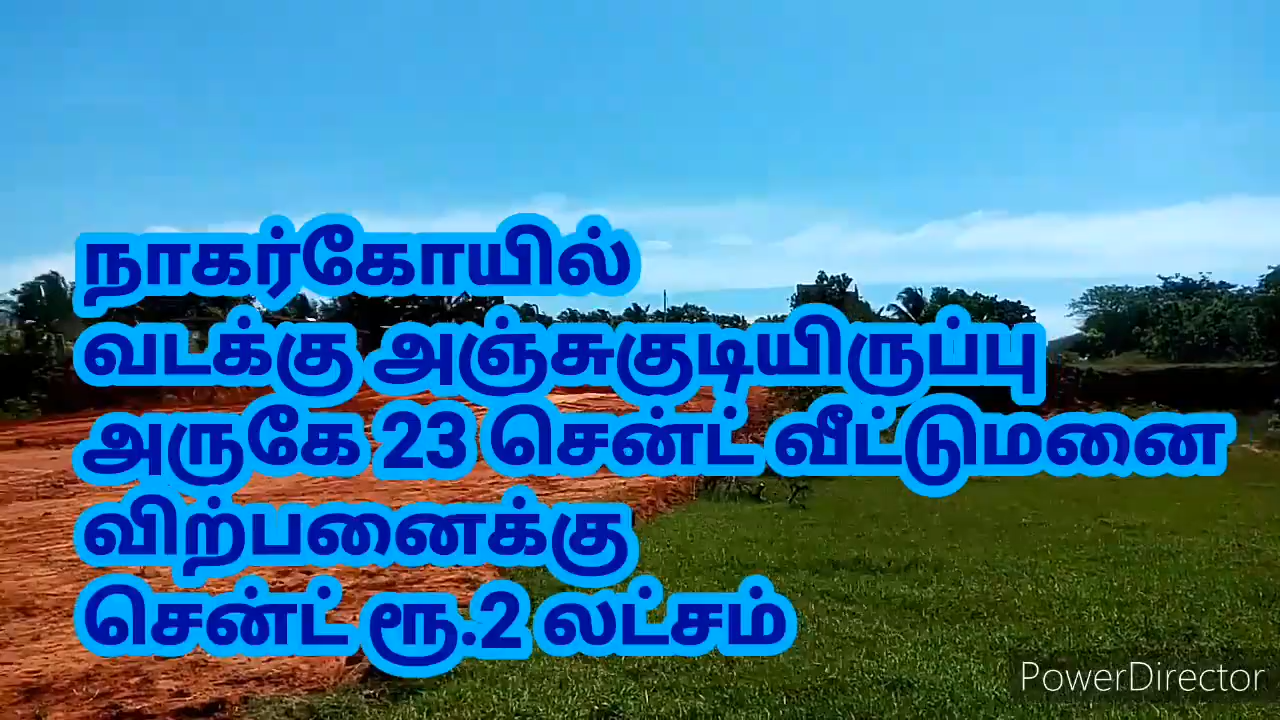 நாகர்கோயில்
வடக்கு அஞ்சுகுடியிருப்பு
அருகே 23 சென்ட் வீட்டுமனை
விற்பனைக்கு
சென்ட் ரூ.2 லட்சம்
PowerDirector